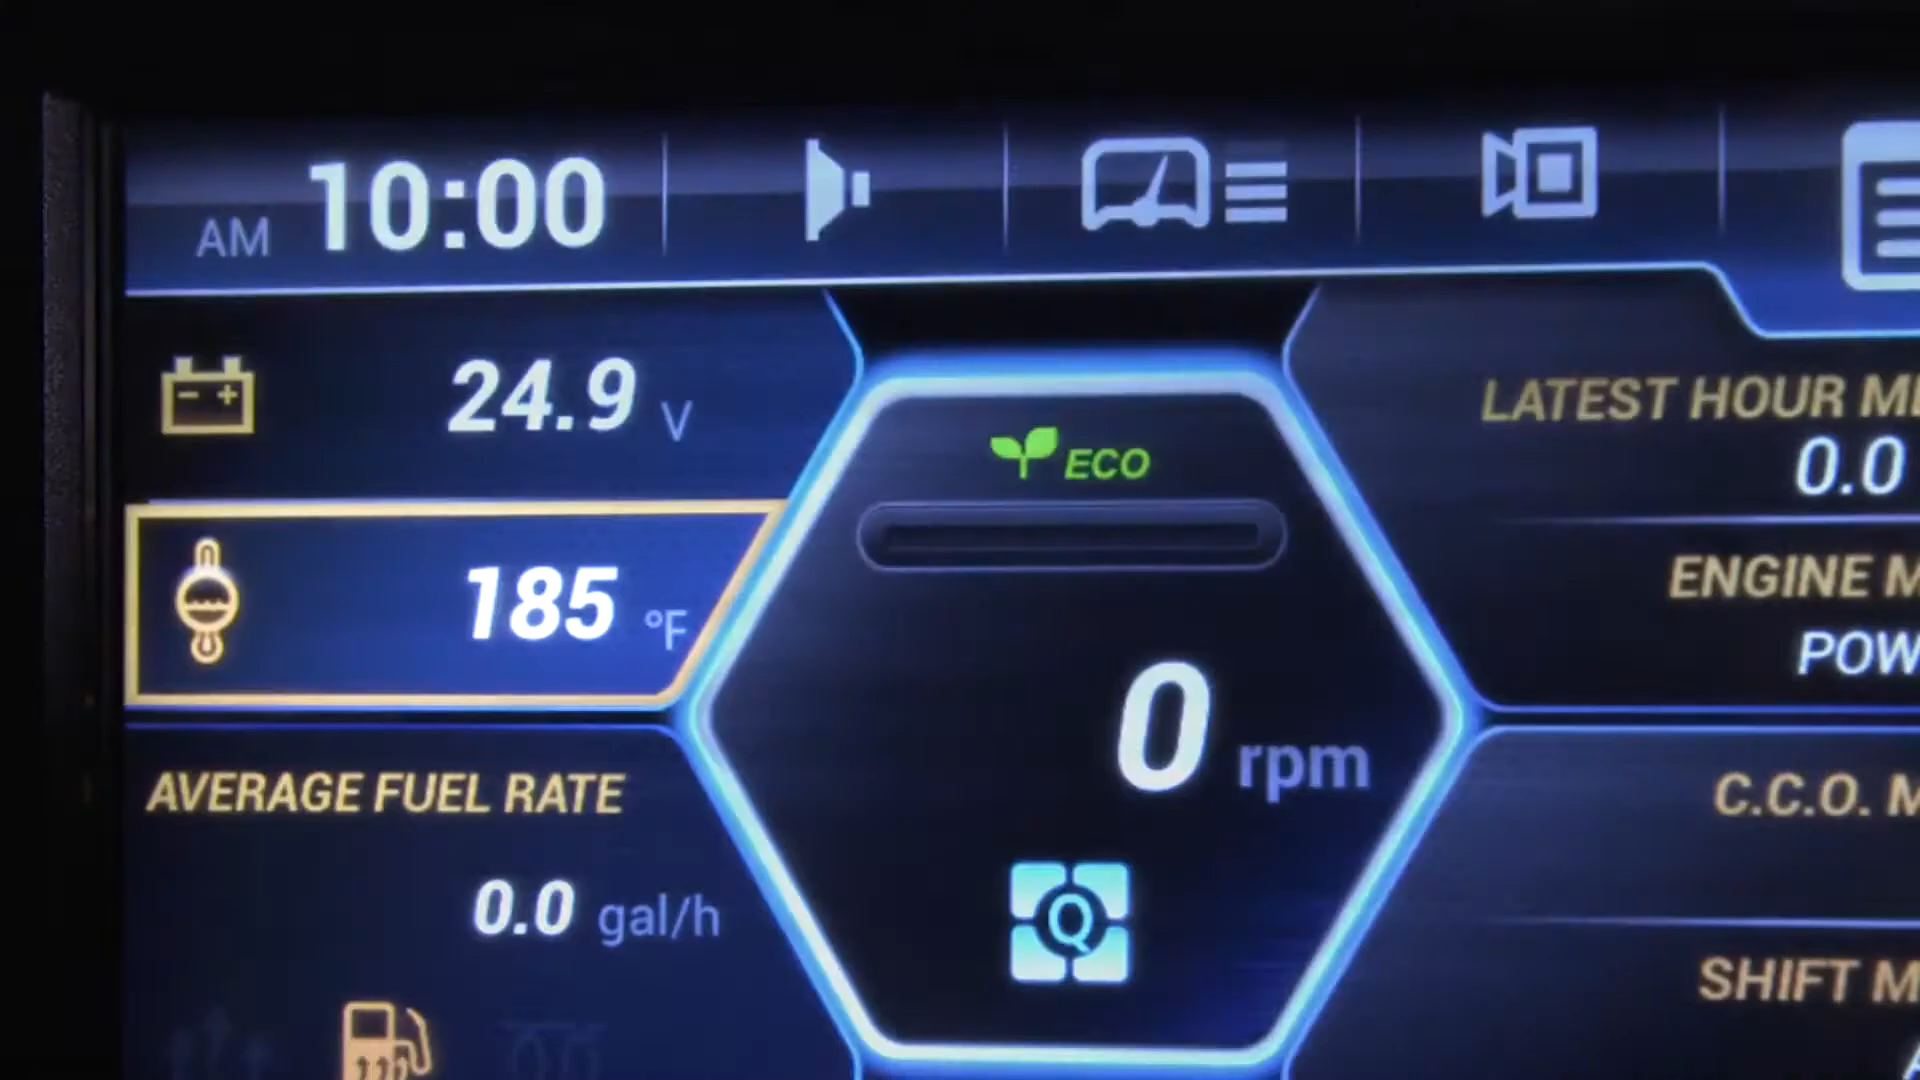 AM 10:00
24.9 V
185 °F
AVERAGE FUEL RATE
0.0 gal/h
ECO
0 rpm
Q
LATEST HOUR
0.0
ENGINE
C.C.O.
SHIFT